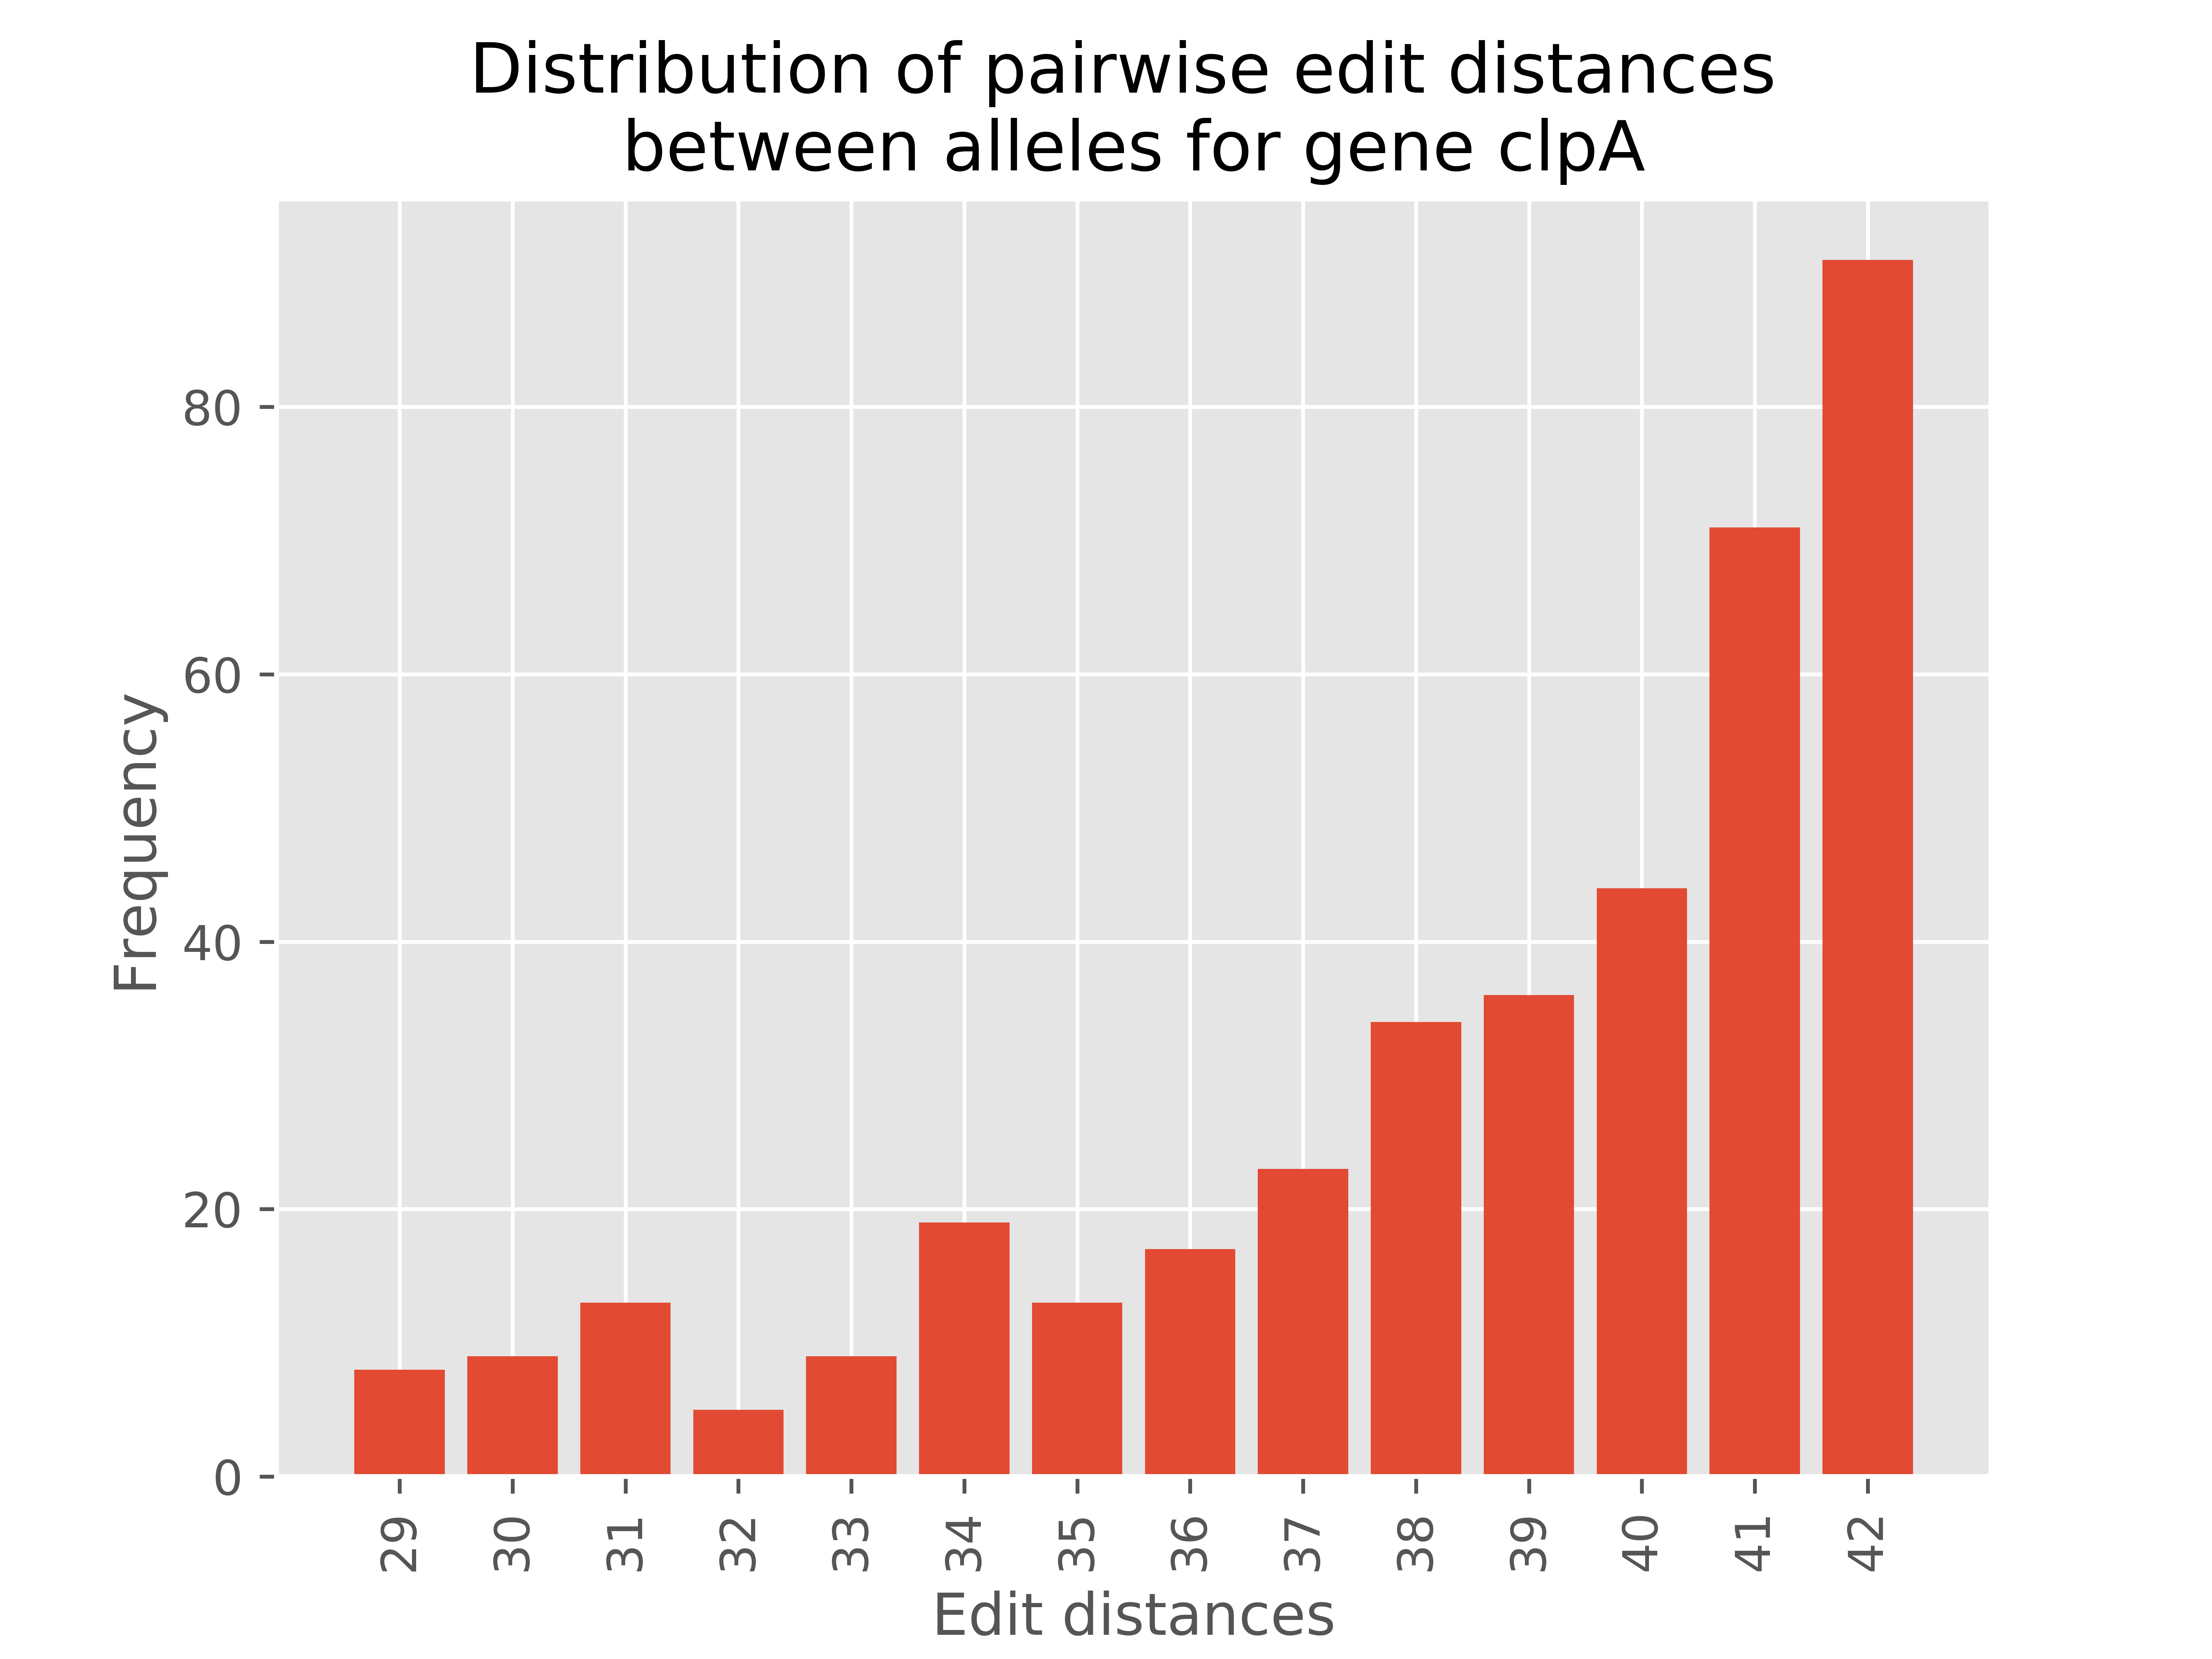 Distribution of pairwise edit distances
between alleles for gene clpA
80
60
40
20
0
Frequency
29 30 31 32 33 34 35 36 37 38 39 40 41 42
Edit distances